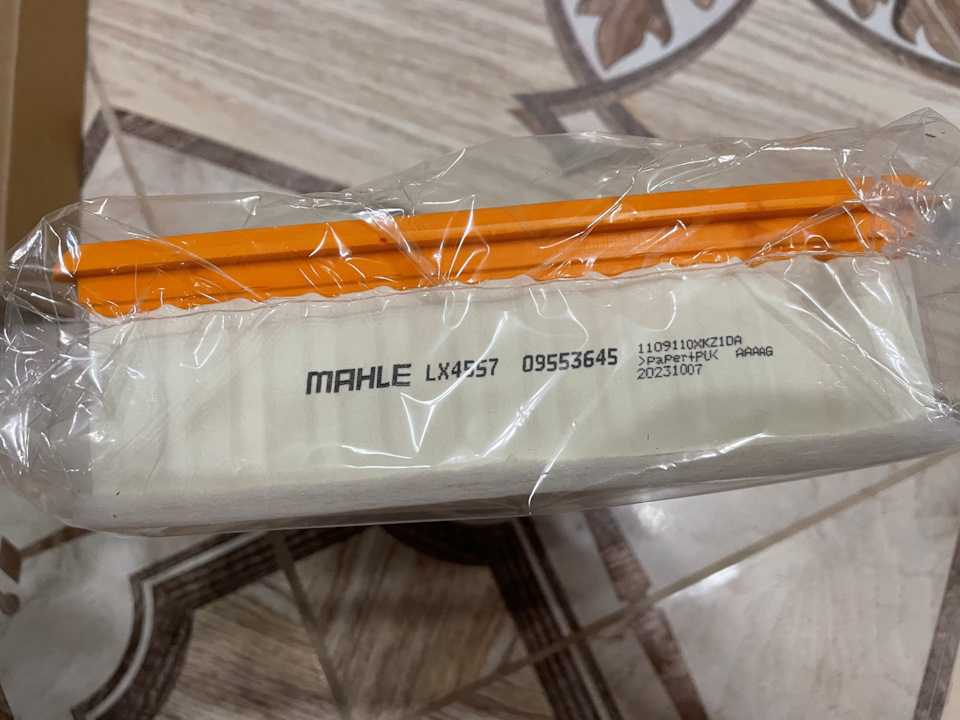 MAHLE LX4557 09553645
1109110XKZ1DA
>PaPer+PU< AAAAG
20231007